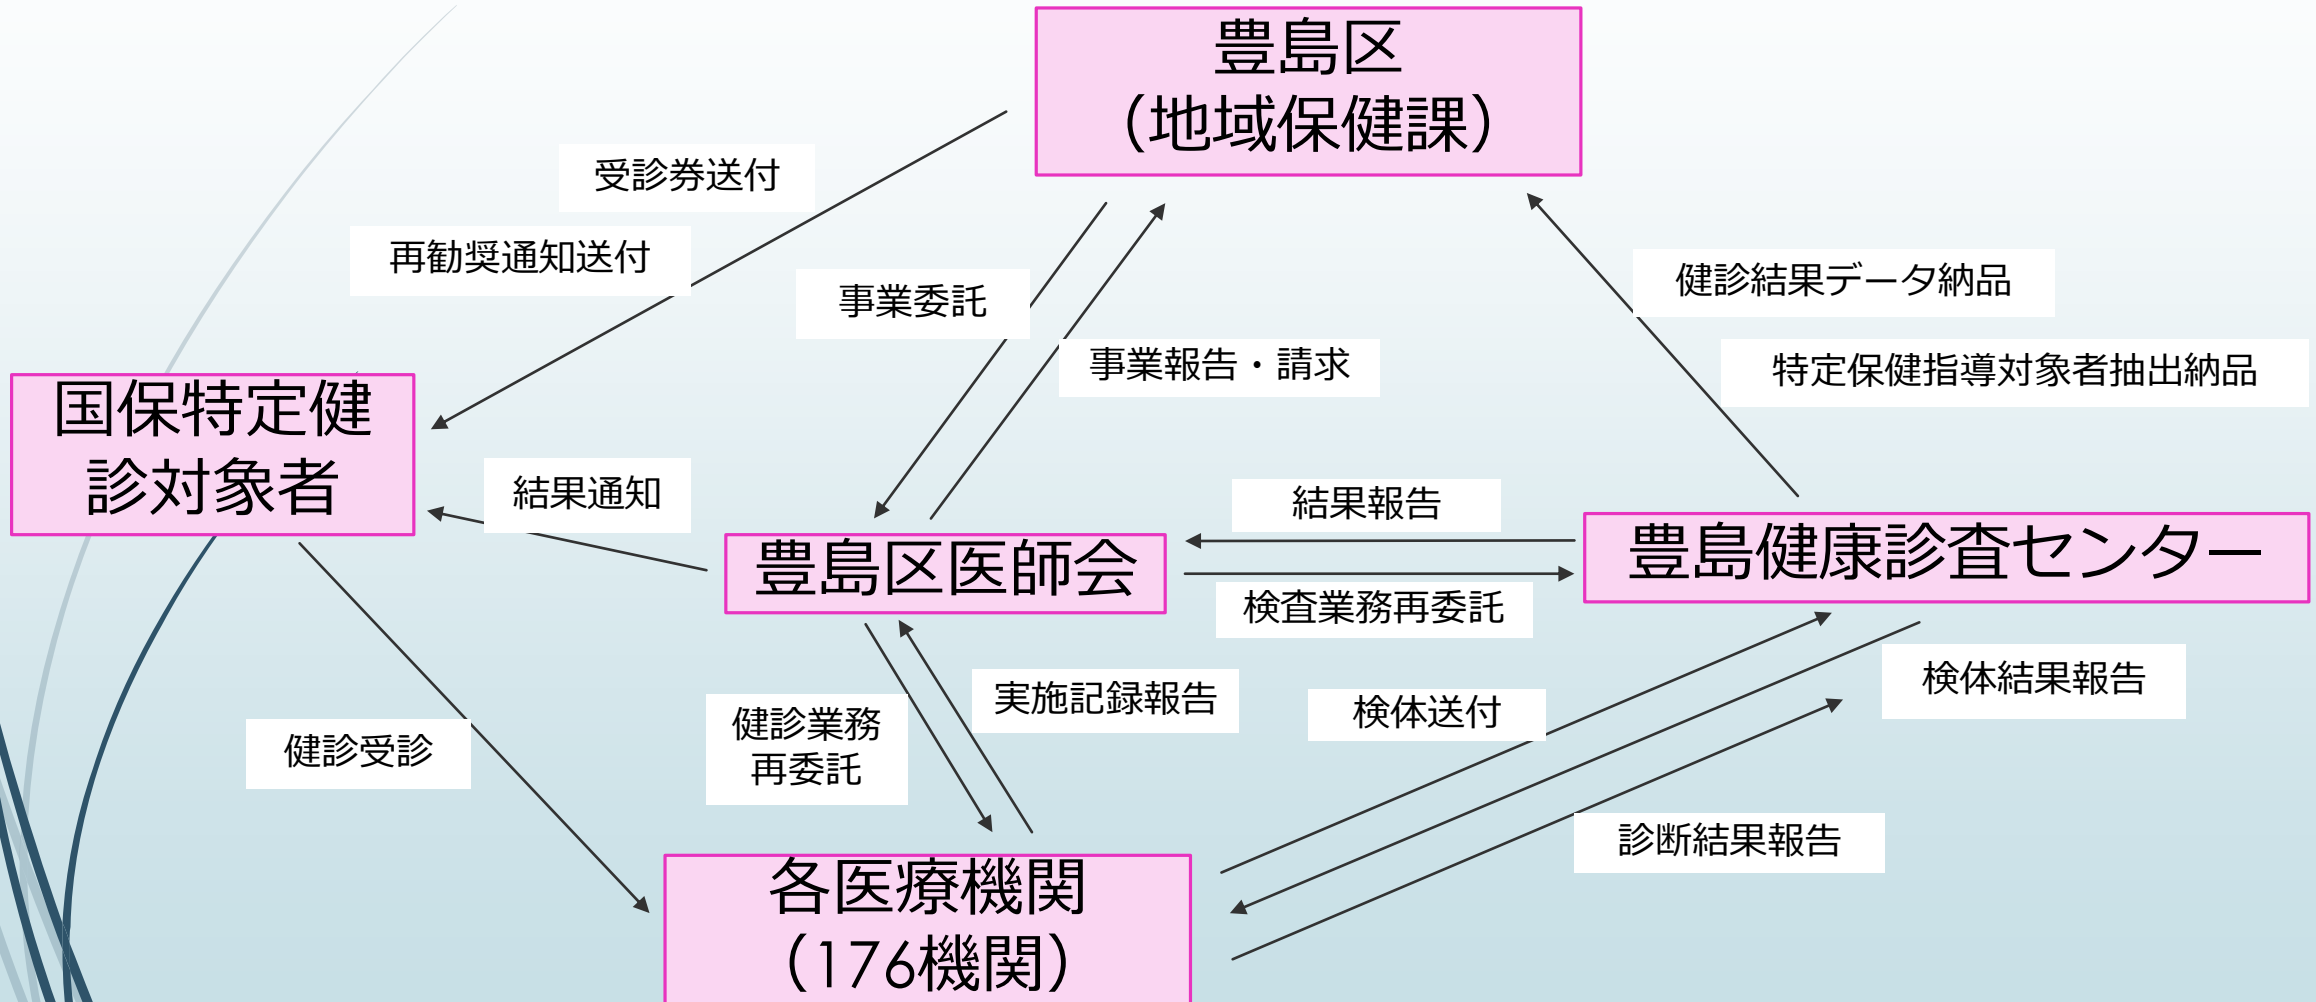 豊島区
（地域保健課）
受診券送付
再勧奨通知送付
事業委託
健診結果データ納品
事業報告・請求
特定保健指導対象者抽出納品
国保特定健
診対象者
結果通知
結果報告
豊島区医師会
豊島健康診査センター
検査業務再委託
検体結果報告
実施記録報告
検体送付
健診業務
再委託
健診受診
診断結果報告
各医療機関
（176機関）